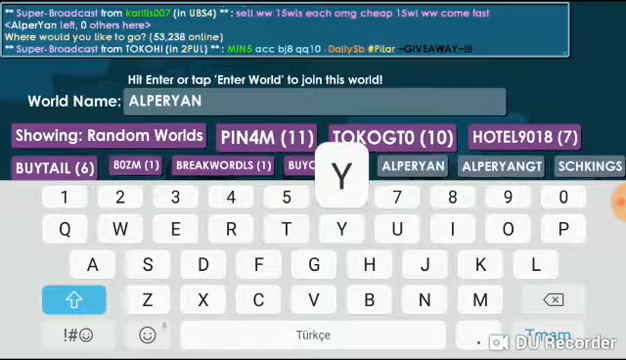 ** Super-Broadcast from karlis007 (in UBS4) ** : sell ww 15wls each omg cheap 15wl ww come fast
<AlperYan left, 0 others here>
Where would you like to go? (53,238 online)
** Super-Broadcast from TOKOHI (in 2PUL) ** : MIN5 acc bj8 qq10 -DailySb #Pilar ~GIVEAWAY~!!!
Hit Enter or tap 'Enter World' to join this world!
World Name: ALPERYAN
Showing: Random Worlds PIN4M (11) TOKOGT0 (10) HOTEL9018 (7)
BUYTAIL (6) 80ZM (1) BREAKWORDLS (1) BUYC ALPERYAN ALPERYANGT SCHKINGS
Y
1 2 3 4 5 7 8 9 0
Q W E R T Y U I O P
A S D F G H J K L
Z X C V B N M
!#☺ Türkçe . Tmam
DU Recorder